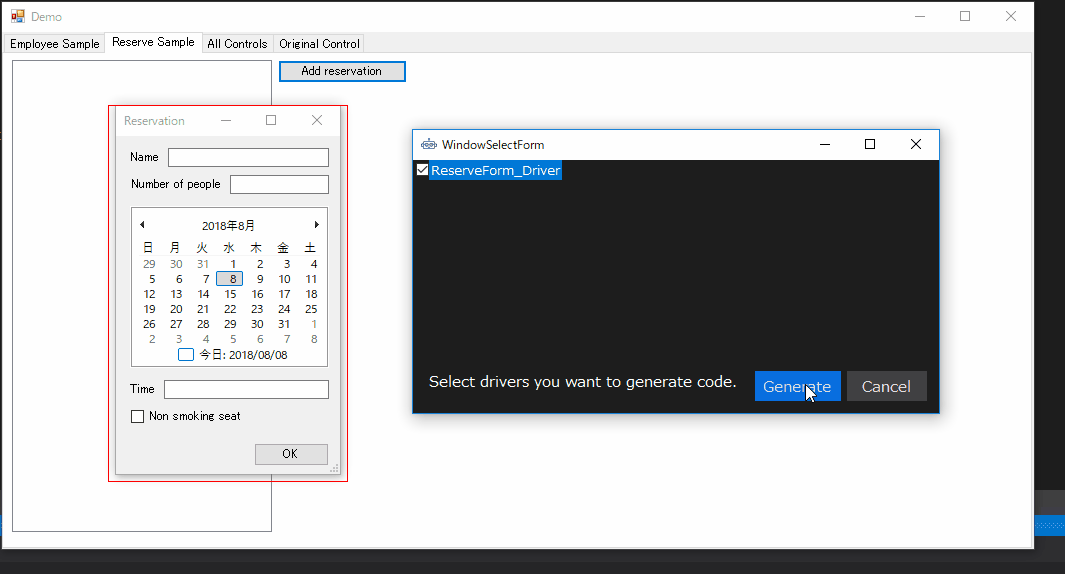 Demo
Employee Sample Reserve Sample All Controls Original Control
Add reservation
Reservation
Name
Number of people
2018年8月
日 月 火 水 木 金 土
29 30 31 1 2 3 4
5 6 7 8 9 10 11
12 13 14 15 16 17 18
19 20 21 22 23 24 25
26 27 28 29 30 31 1
2 3 4 5 6 7 8
今日: 2018/08/08
Time
Non smoking seat
OK
WindowSelectForm
ReserveForm_Driver
Select drivers you want to generate code.
Generate
Cancel